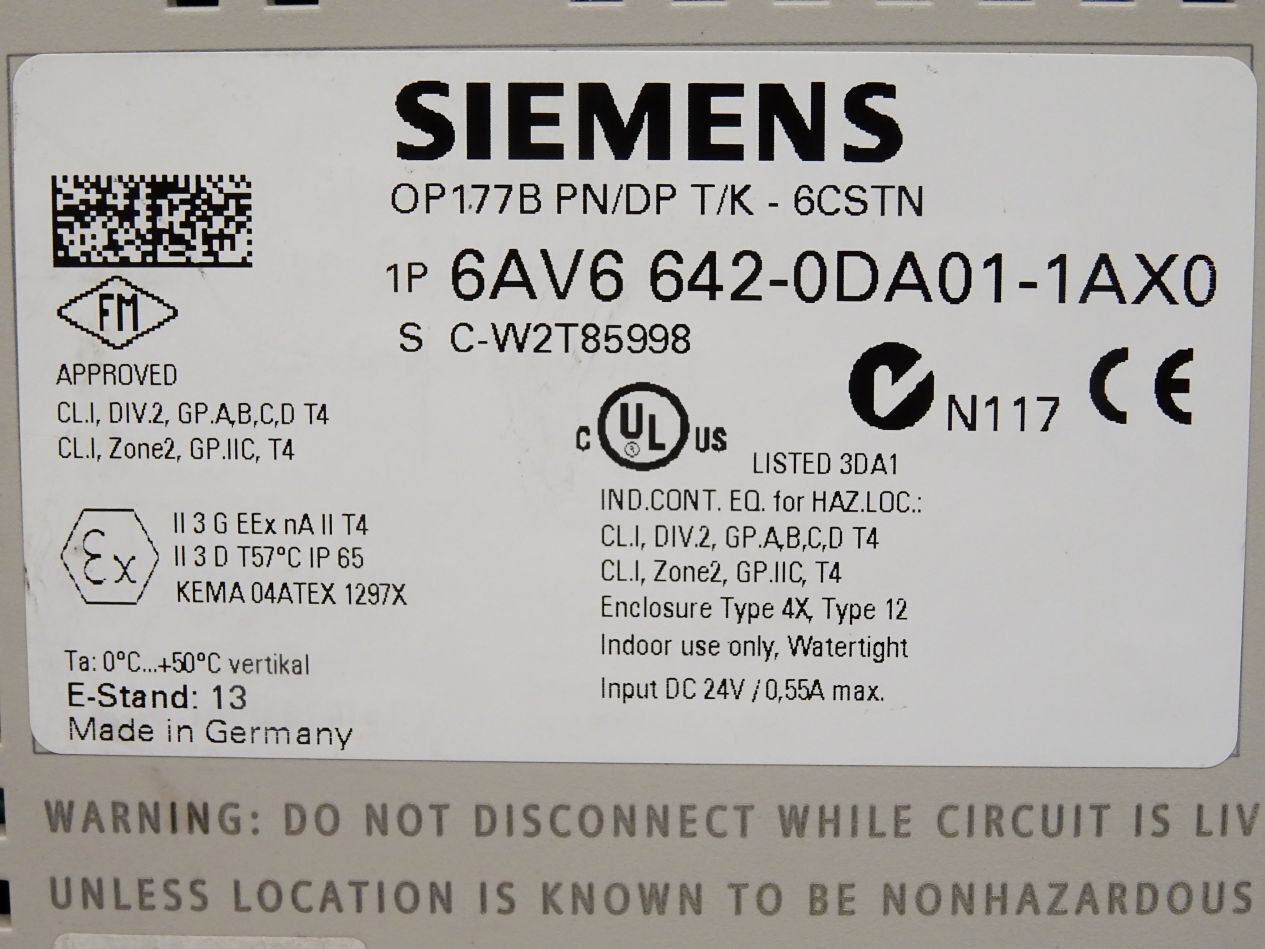 SIEMENS
OP177B PN/DP T/K - 6CSTN
1P 6AV6 642-0DA01-1AX0
S C-W2T85998
FM
APPROVED
CL.I, DIV.2, GP.A,B,C,D T4
CL.I, Zone2, GP.IIC, T4
N117 CE
C UL US
®
LISTED 3DA1
IND.CONT. EQ. for HAZ.LOC.:
CL.I, DIV.2, GP.A,B,C,D T4
CL.I, Zone2, GP.IIC, T4
Enclosure Type 4X, Type 12
Indoor use only, Watertight
Input DC 24V / 0,55A max.
Ex
II 3 G EEx nA II T4
II 3 D T57°C IP 65
KEMA 04ATEX 1297X
Ta: 0°C...+50°C vertikal
E-Stand: 13
Made in Germany
WARNING: DO NOT DISCONNECT WHILE CIRCUIT IS LIV
UNLESS LOCATION IS KNOWN TO BE NONHAZARDOUS